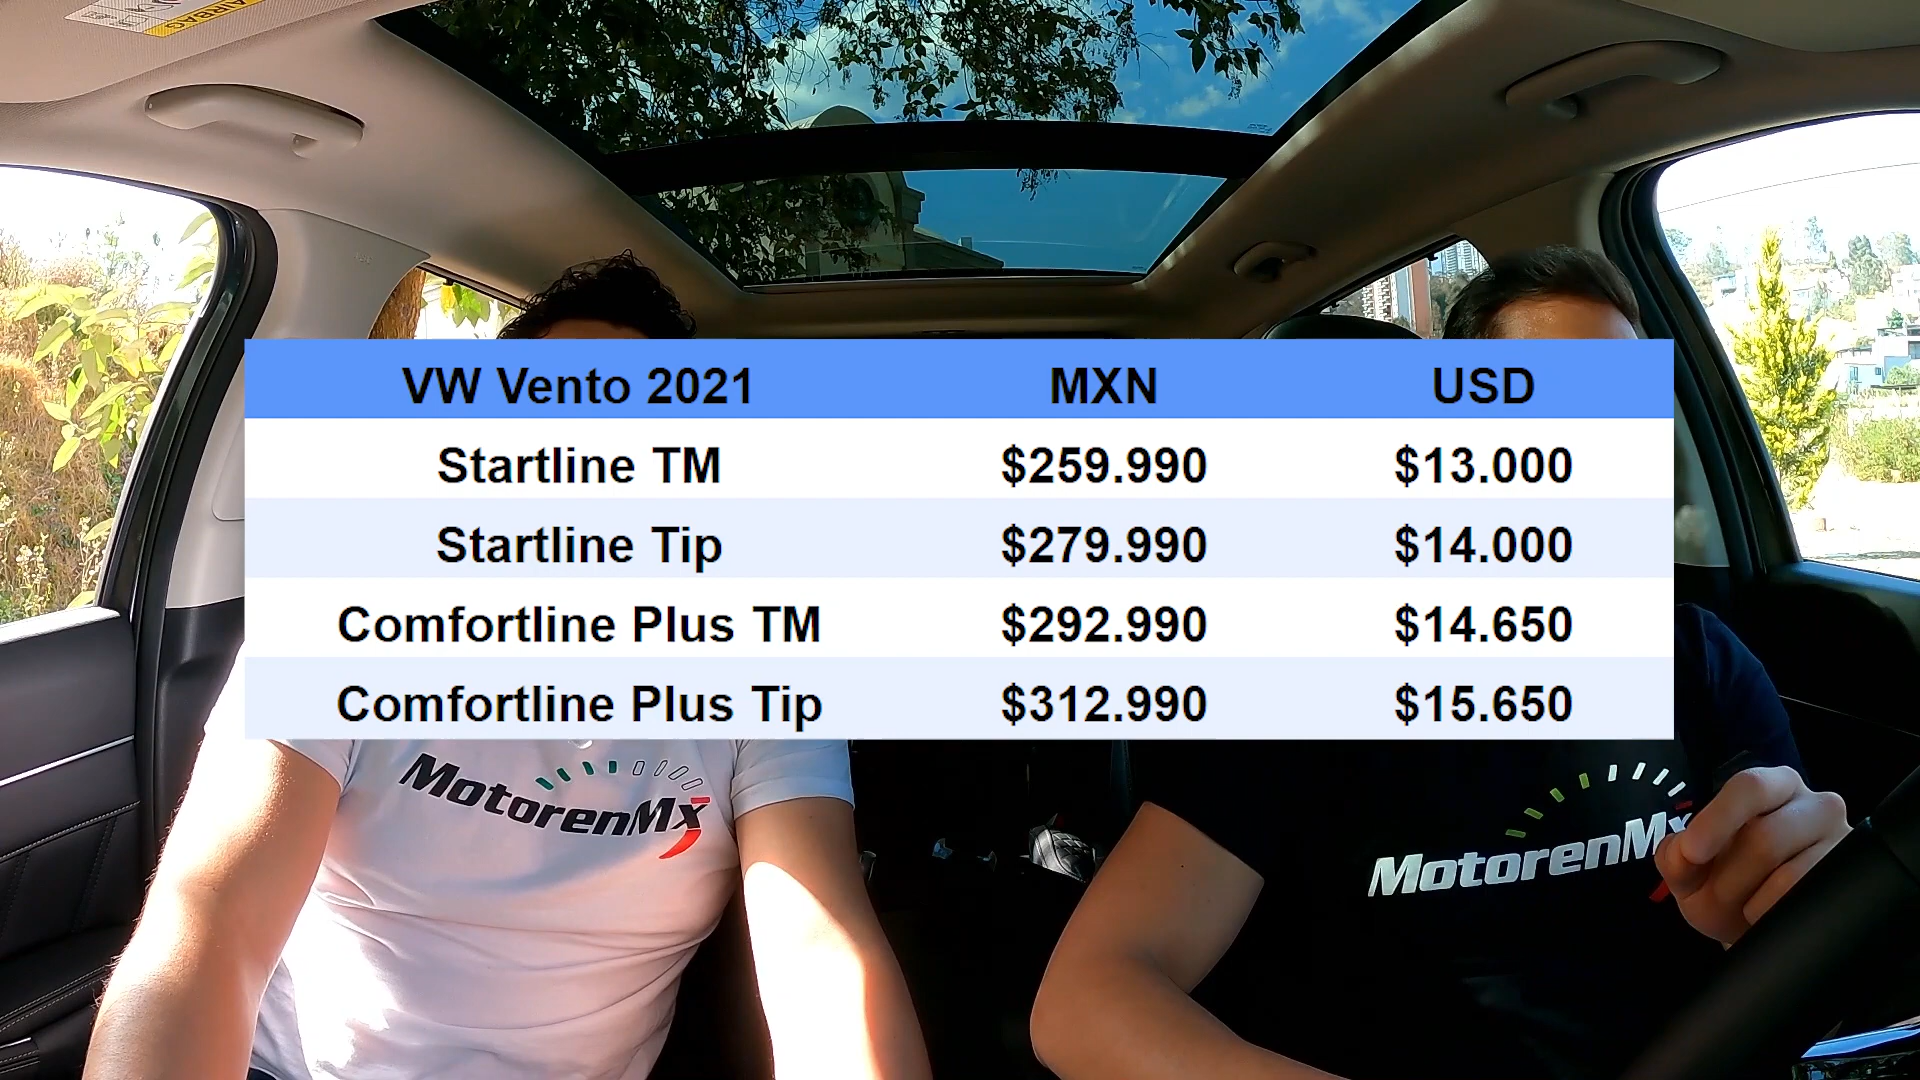 AIRBAG
VW Vento 2021 MXN USD
Startline TM $259.990 $13.000
Startline Tip $279.990 $14.000
Comfortline Plus TM $292.990 $14.650
Comfortline Plus Tip $312.990 $15.650
MotorenMx
MotorenMx